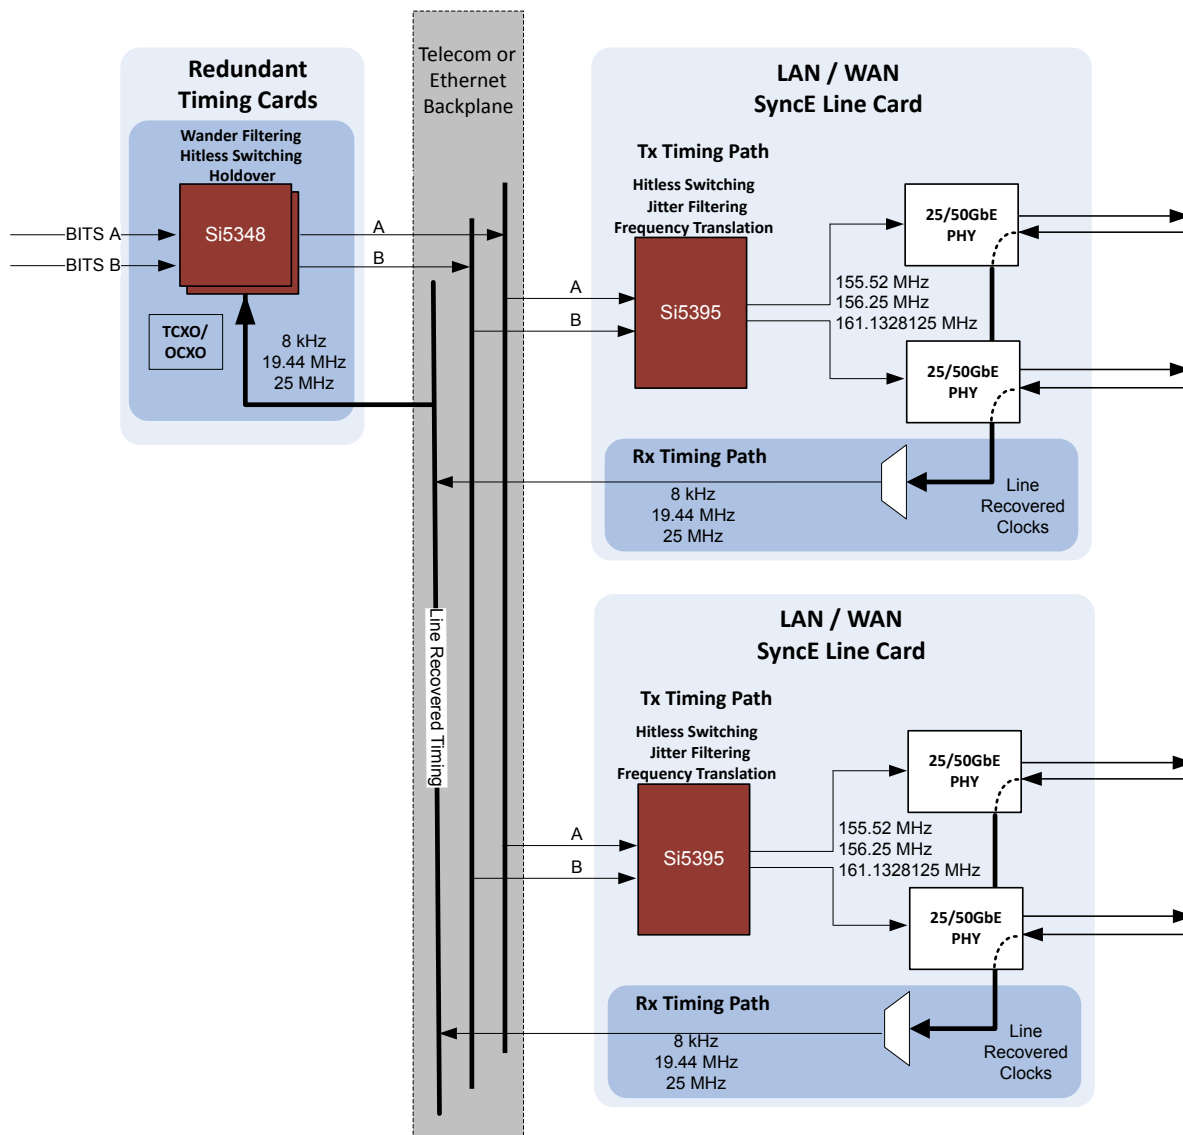 Redundant
Timing Cards
Wander Filtering
Hitless Switching
Holdover
Si5348
BITS A
BITS B
TCXO/
OCXO
8 kHz
19.44 MHz
25 MHz
A
B
Telecom or
Ethernet
Backplane
Line Recovered Timing
LAN / WAN
SyncE Line Card
Tx Timing Path
Hitless Switching
Jitter Filtering
Frequency Translation
A
B
Si5395
155.52 MHz
156.25 MHz
161.1328125 MHz
25/50GbE
PHY
25/50GbE
PHY
Rx Timing Path
8 kHz
19.44 MHz
25 MHz
Line
Recovered
Clocks
LAN / WAN
SyncE Line Card
Tx Timing Path
Hitless Switching
Jitter Filtering
Frequency Translation
A
B
Si5395
155.52 MHz
156.25 MHz
161.1328125 MHz
25/50GbE
PHY
25/50GbE
PHY
Rx Timing Path
8 kHz
19.44 MHz
25 MHz
Line
Recovered
Clocks